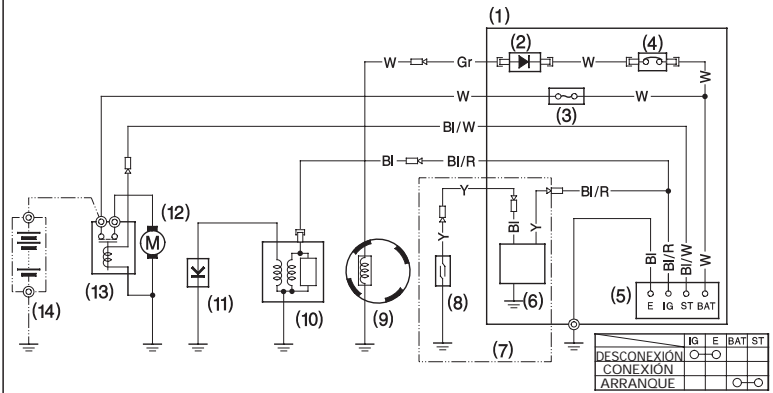 (1)
(2)
(4)
W
Gr
W
W
W
W
(3)
Bl/W
Bl
Bl/R
Y
Bl/R
Y
Bl
Y
Bl
Bl/R
Bl/W
W
(12)
M
(13)
(14)
(11)
(10)
(9)
(8)
(6)
(7)
(5)
E IG ST BAT
IG E BAT ST
DESCONEXIÓN
CONEXIÓN
ARRANQUE